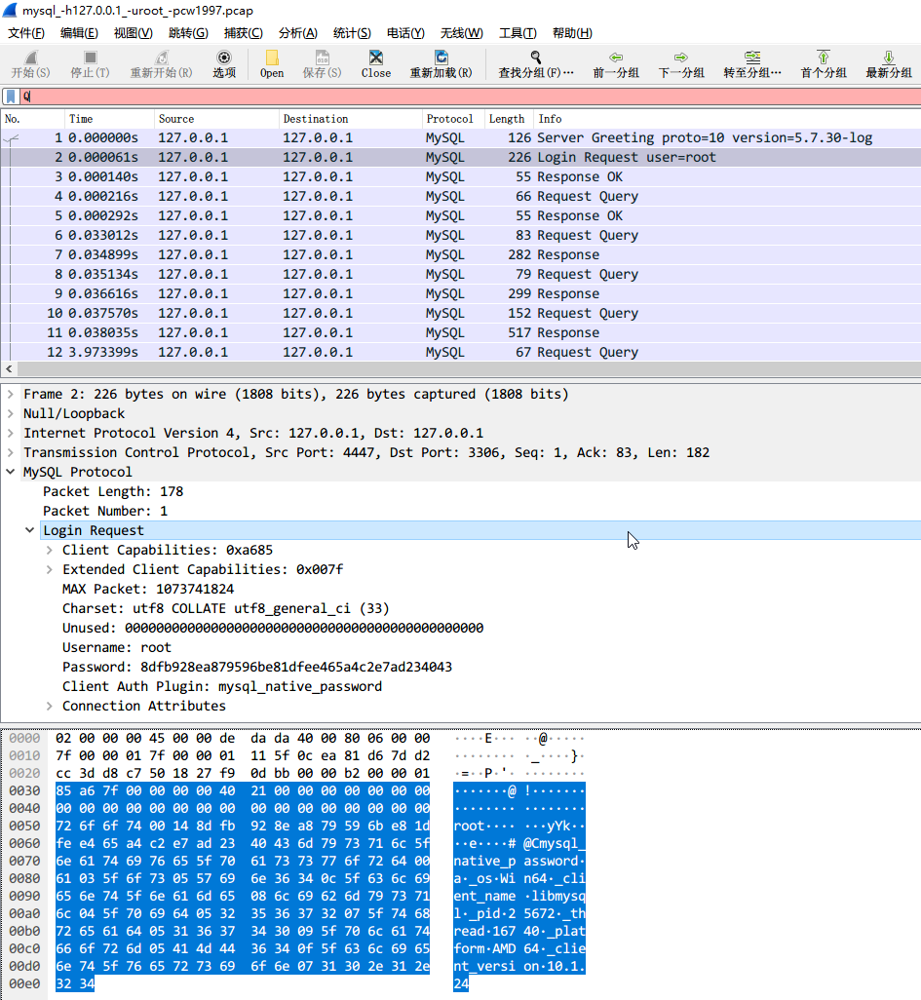 mysql_-h127.0.0.1_-uroot_-pcw1997.pcap
文件(F) 编辑(E) 视图(V) 跳转(G) 捕获(C) 分析(A) 统计(S) 电话(Y) 无线(W) 工具(T) 帮助(H)
开始(S) 停止(T) 重新开始(R) 选项 Open 保存(S) Close 重新加载(R) 查找分组(F)… 前一分组 下一分组 转至分组… 首个分组 最新分组
Q
No. Time Source Destination Protocol Length Info
1 0.000000s 127.0.0.1 127.0.0.1 MySQL 126 Server Greeting proto=10 version=5.7.30-log
2 0.000061s 127.0.0.1 127.0.0.1 MySQL 226 Login Request user=root
3 0.000140s 127.0.0.1 127.0.0.1 MySQL 55 Response OK
4 0.000216s 127.0.0.1 127.0.0.1 MySQL 66 Request Query
5 0.000292s 127.0.0.1 127.0.0.1 MySQL 55 Response OK
6 0.033012s 127.0.0.1 127.0.0.1 MySQL 83 Request Query
7 0.034899s 127.0.0.1 127.0.0.1 MySQL 282 Response
8 0.035134s 127.0.0.1 127.0.0.1 MySQL 79 Request Query
9 0.036616s 127.0.0.1 127.0.0.1 MySQL 299 Response
10 0.037570s 127.0.0.1 127.0.0.1 MySQL 152 Request Query
11 0.038035s 127.0.0.1 127.0.0.1 MySQL 517 Response
12 3.973399s 127.0.0.1 127.0.0.1 MySQL 67 Request Query
Frame 2: 226 bytes on wire (1808 bits), 226 bytes captured (1808 bits)
Null/Loopback
Internet Protocol Version 4, Src: 127.0.0.1, Dst: 127.0.0.1
Transmission Control Protocol, Src Port: 4447, Dst Port: 3306, Seq: 1, Ack: 83, Len: 182
MySQL Protocol
Packet Length: 178
Packet Number: 1
Login Request
Client Capabilities: 0xa685
Extended Client Capabilities: 0x007f
MAX Packet: 1073741824
Charset: utf8 COLLATE utf8_general_ci (33)
Unused: 0000000000000000000000000000000000000000000000
Username: root
Password: 8dfb928ea879596be81dfee465a4c2e7ad234043
Client Auth Plugin: mysql_native_password
Connection Attributes
0000 02 00 00 00 45 00 00 de da da 40 00 80 06 00 00 ····E··· ··@·····
0010 7f 00 00 01 7f 00 00 01 11 5f 0c ea 81 d6 7d d2 ········ ·_····}·
0020 cc 3d d8 c7 50 18 27 f9 0d bb 00 00 b2 00 00 01 ·=··P·'· ········
0030 85 a6 7f 00 00 00 00 40 21 00 00 00 00 00 00 00 ·······@ !·······
0040 00 00 00 00 00 00 00 00 00 00 00 00 00 00 00 00 ········ ········
0050 72 6f 6f 74 00 14 8d fb 92 8e a8 79 59 6b e8 1d root···· ···yYk··
0060 fe e4 65 a4 c2 e7 ad 23 40 43 6d 79 73 71 6c 5f ··e····# @Cmysql_
0070 6e 61 74 69 76 65 5f 70 61 73 73 77 6f 72 64 00 native_p assword·
0080 61 03 5f 6f 73 05 57 69 6e 36 34 0c 5f 63 6c 69 a·_os·Wi n64·_cli
0090 65 6e 74 5f 6e 61 6d 65 08 6c 69 62 6d 79 73 71 ent_name ·libmysq
00a0 6c 04 5f 70 69 64 05 32 35 36 37 32 07 5f 74 68 l·_pid·2 5672·_th
00b0 72 65 61 64 05 31 36 37 34 30 09 5f 70 6c 61 74 read·167 40·_plat
00c0 66 6f 72 6d 05 41 4d 44 36 34 0f 5f 63 6c 69 65 form·AMD 64·_clie
00d0 6e 74 5f 76 65 72 73 69 6f 6e 07 31 30 2e 31 2e nt_versi on·10.1.
00e0 32 34 24